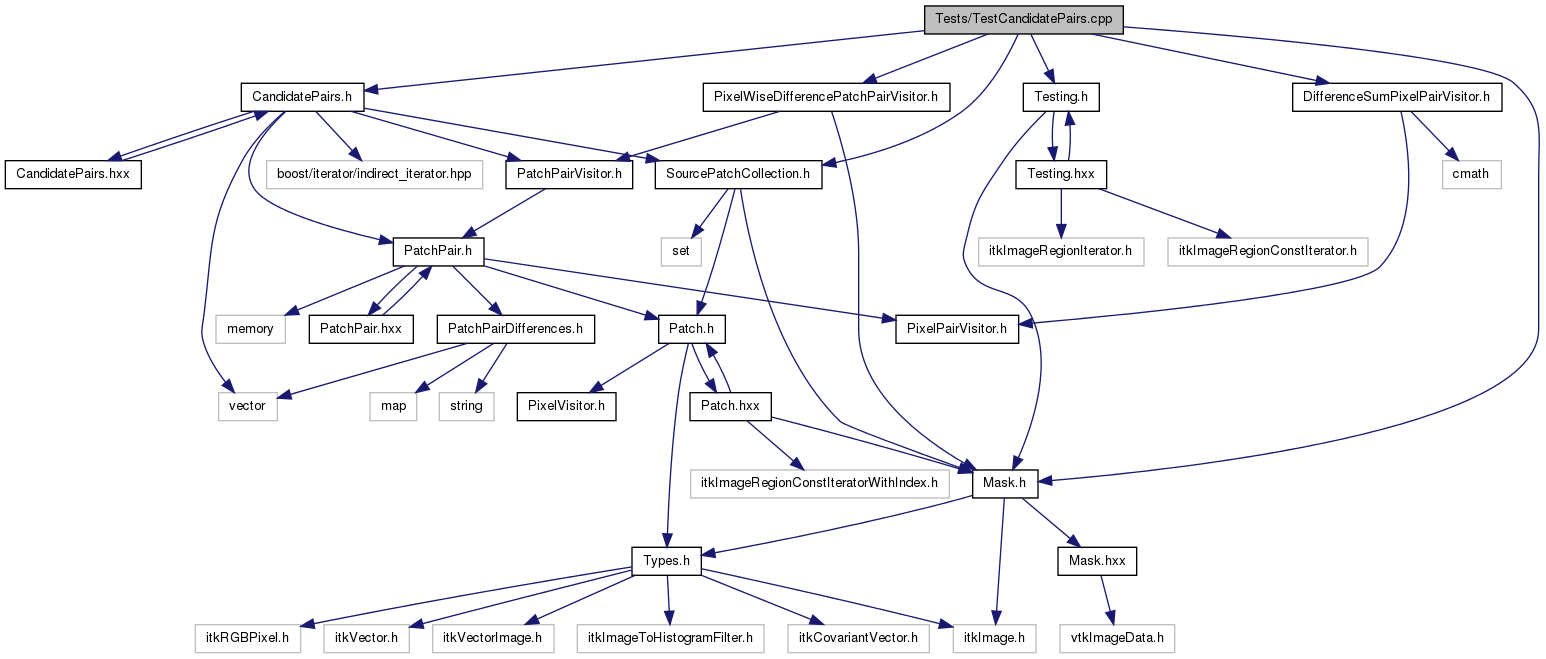 Tests/TestCandidatePairs.cpp
CandidatePairs.h
PixelWiseDifferencePatchPairVisitor.h
Testing.h
DifferenceSumPixelPairVisitor.h
CandidatePairs.hxx
boost/iterator/indirect_iterator.hpp
PatchPairVisitor.h
SourcePatchCollection.h
Testing.hxx
cmath
PatchPair.h
set
itkImageRegionIterator.h
itkImageRegionConstIterator.h
memory
PatchPair.hxx
PatchPairDifferences.h
Patch.h
PixelPairVisitor.h
vector
map
string
PixelVisitor.h
Patch.hxx
itkImageRegionConstIteratorWithIndex.h
Mask.h
Types.h
Mask.hxx
itkRGBPixel.h
itkVector.h
itkVectorImage.h
itkImageToHistogramFilter.h
itkCovariantVector.h
itkImage.h
vtkImageData.h